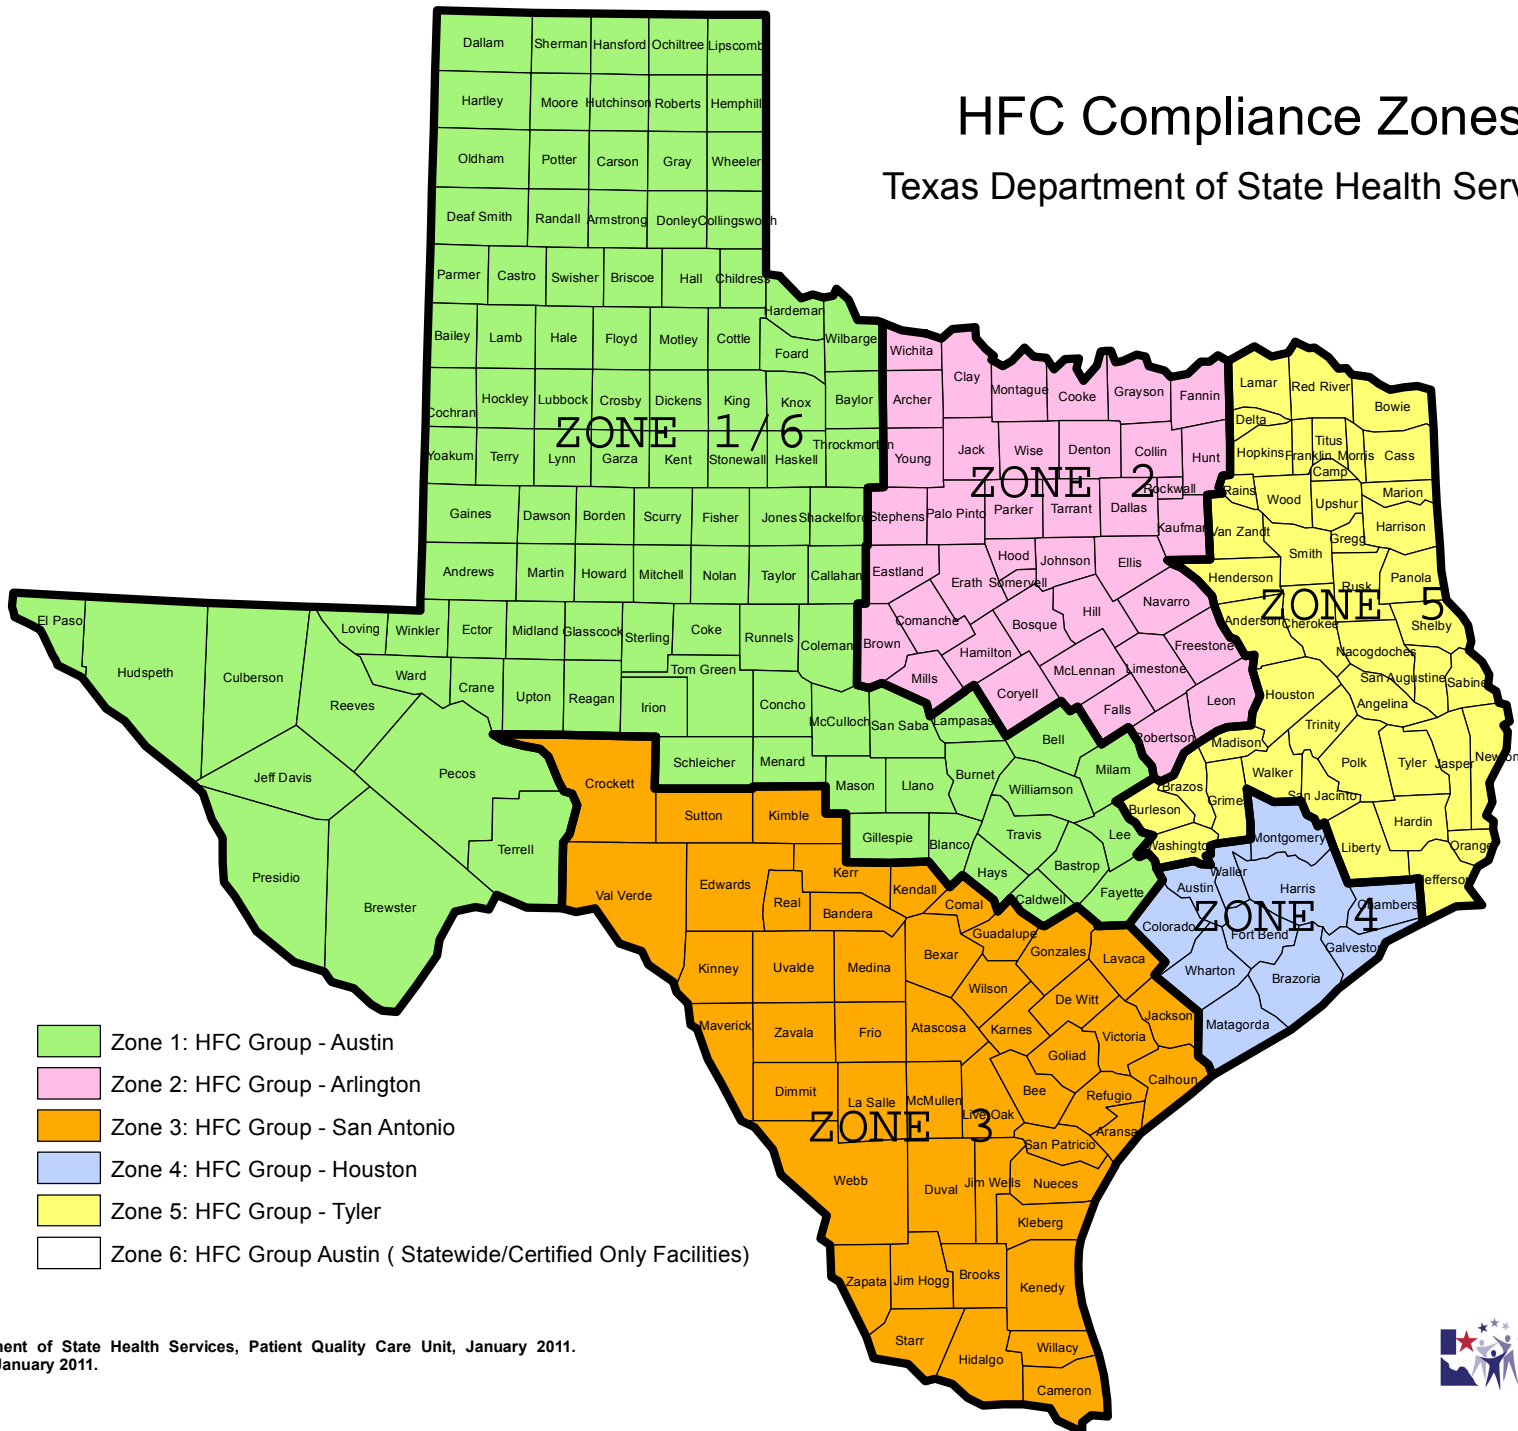 HFC Compliance Zones
Texas Department of State Health Serv
Dallam Sherman Hansford Ochiltree Lipscomb
Hartley Moore Hutchinson Roberts Hemphill
Oldham Potter Carson Gray Wheeler
Deaf Smith Randall Armstrong Donley Collingsworth
Parmer Castro Swisher Briscoe Hall Childress
Hardeman
Bailey Lamb Hale Floyd Motley Cottle Foard Wilbarger
Wichita Clay Montague Cooke Grayson Fannin
Lamar Red River Bowie
Cochran Hockley Lubbock Crosby Dickens King Knox Baylor Archer
Delta
ZONE 1/6
Yoakum Terry Lynn Garza Kent Stonewall Haskell Throckmorton Young Jack Wise Denton Collin Hunt
Hopkins Franklin Titus Camp Morris Cass
ZONE 2
Rockwall
Gaines Dawson Borden Scurry Fisher Jones Shackelford Stephens Palo Pinto Parker Tarrant Dallas Kaufman
Rains Wood Upshur Marion
Van Zandt Smith Gregg Harrison
Andrews Martin Howard Mitchell Nolan Taylor Callahan Eastland Erath Hood Somervell Johnson Ellis
Henderson Rusk Panola
ZONE 5
El Paso Loving Winkler Ector Midland Glasscock Sterling Coke Runnels Coleman Brown Comanche Bosque Hill Navarro
Anderson Cherokee Shelby
Hudspeth Culberson Reeves Ward Crane Upton Reagan Tom Green Irion Concho
Mills Hamilton Coryell McLennan Limestone Freestone
Nacogdoches San Augustine Sabine
McCulloch San Saba Lampasas Bell Falls Leon Robertson
Houston Angelina Trinity
Jeff Davis Pecos Crockett Schleicher Menard Mason Llano Burnet Williamson Milam
Madison Walker Polk Tyler Jasper Newton
Brazos Grimes San Jacinto
Sutton Kimble Gillespie Blanco Travis Lee Burleson
Montgomery Hardin
Terrell Hays Bastrop Washington Liberty Orange
Presidio Brewster Val Verde Edwards Real Kerr Kendall Bandera Caldwell Fayette
Austin Waller Harris Chambers Jefferson
ZONE 4
Comal Guadalupe Colorado Fort Bend Galveston
Kinney Uvalde Medina Bexar Gonzales Lavaca Wharton Brazoria
Wilson De Witt Matagorda
Maverick Zavala Frio Atascosa Karnes Victoria Jackson
Goliad
Dimmit La Salle McMullen Live Oak Bee Refugio Calhoun
ZONE 3
Aransas
San Patricio
Webb Duval Jim Wells Nueces
Kleberg
Zapata Jim Hogg Brooks Kenedy
Starr Hidalgo Willacy
Cameron
Zone 1: HFC Group - Austin
Zone 2: HFC Group - Arlington
Zone 3: HFC Group - San Antonio
Zone 4: HFC Group - Houston
Zone 5: HFC Group - Tyler
Zone 6: HFC Group Austin ( Statewide/Certified Only Facilities)
ment of State Health Services, Patient Quality Care Unit, January 2011.
January 2011.